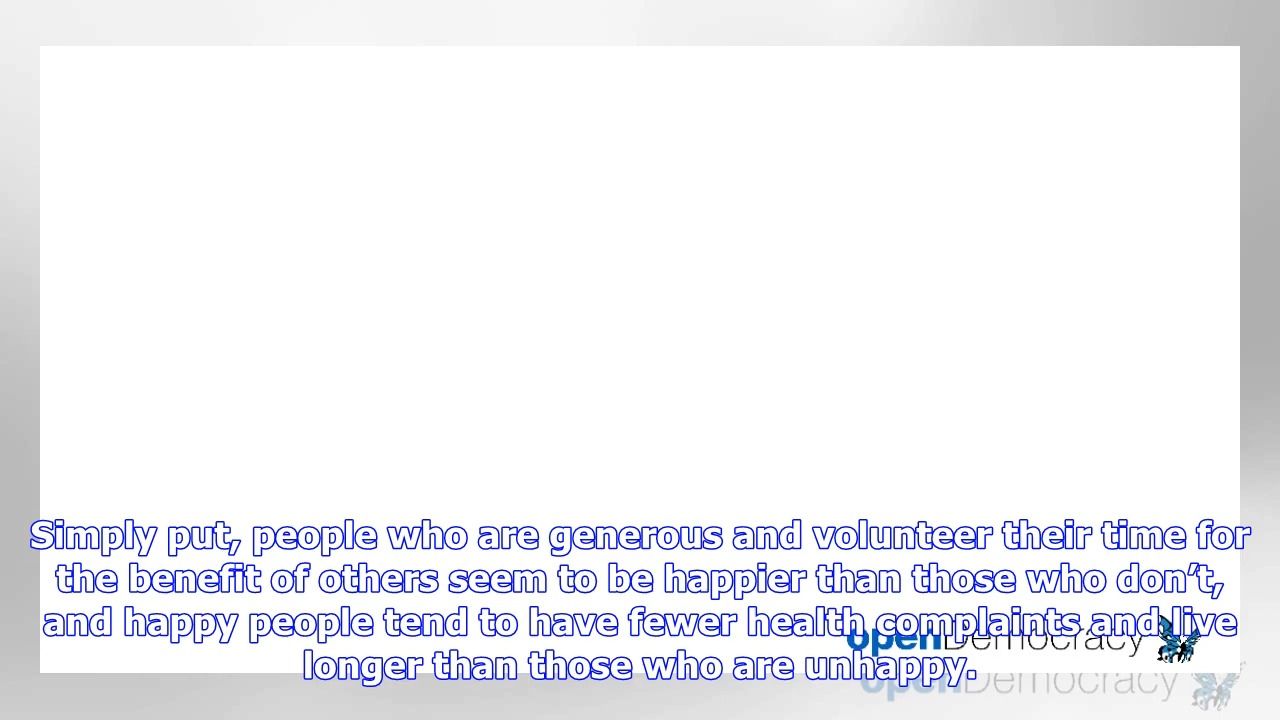 Simply put, people who are generous and volunteer their time for
the benefit of others seem to be happier than those who don’t,
and happy people tend to have fewer health complaints and live
longer than those who are unhappy.
openDemocracy
openDemocracy